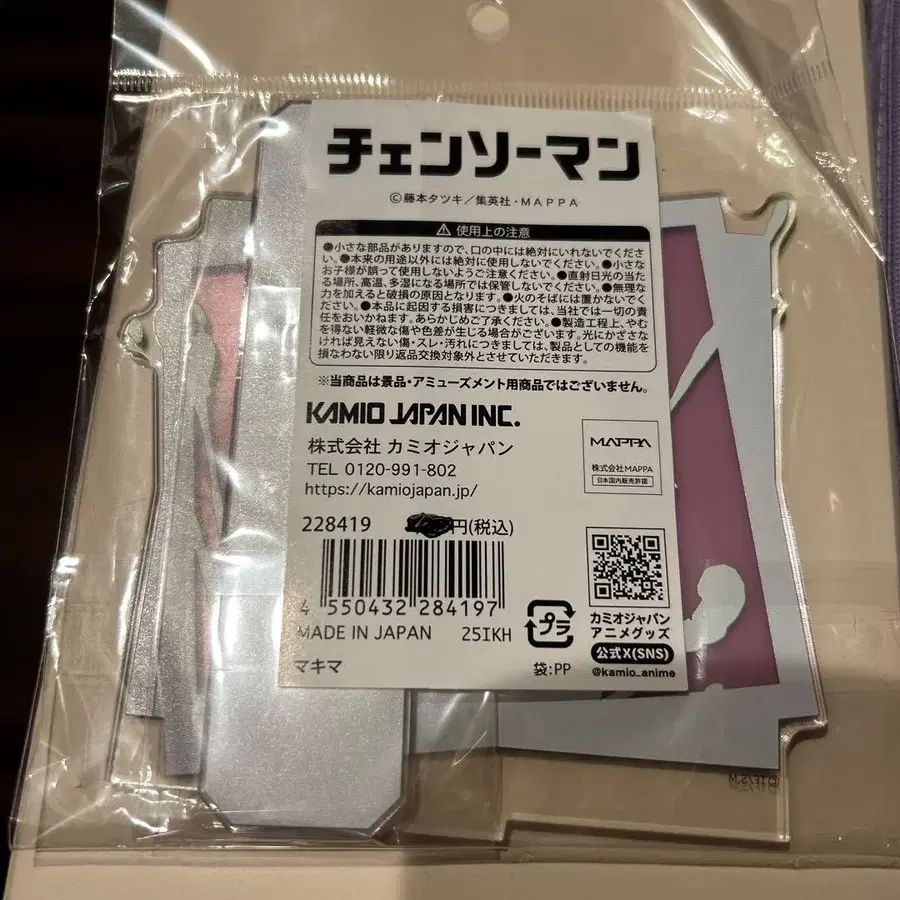 チェンソーマン
©藤本タツキ／集英社・MAPPA
⚠使用上の注意
●小さな部品がありますので、口の中には絶対にいれないでくださ
い。●本来の用途以外には絶対に使用しないでください。●小さな
お子様が誤って使用しないようご注意ください。●直射日光の当た
る場所、高温、多湿になる場所では保管しないでください。●無理な
力を加えると破損の原因となります。●火のそばには置かないでく
ださい。●本品に起因する損害につきましては、当社では一切の責
任をおいかねます。あらかじめご了承ください。●製造工程上、やむ
を得ない軽微な傷や色差が生じる場合がございます。光にかざさな
ければ見えない傷・スレ・汚れにつきましては、製品としての機能を
損なわない限り返品交換対象外とさせていただきます。
※当商品は景品・アミューズメント用商品ではございません。
KAMIO JAPAN INC.
株式会社 カミオジャパン
TEL 0120-991-802
https://kamiojapan.jp/
MAPPA
株式会社MAPPA
日本国内販売許諾
228419 円(税込)
4 550432 284197
MADE IN JAPAN 25IKH
プラ
マキマ
袋:PP
カミオジャパン
アニメグッズ
公式X(SNS)
@kamio_anime